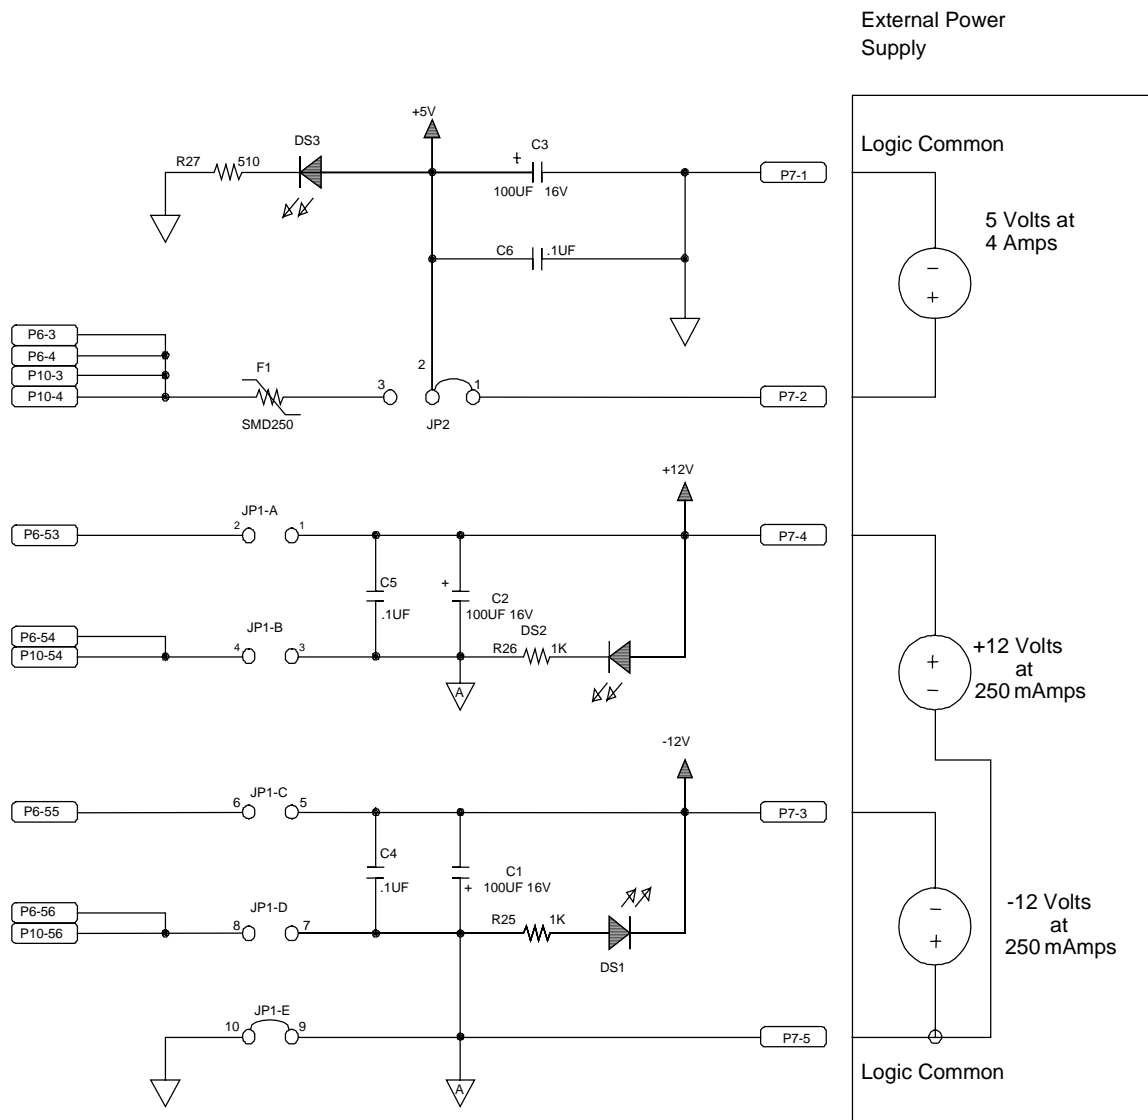 External Power
Supply
+5V
DS3
C3
Logic Common
R27
510
+
P7-1
100UF 16V
5 Volts at
4 Amps
C6
.1UF
−
+
P6-3
P6-4
P10-3
P10-4
F1
2
3
1
SMD250
JP2
P7-2
+12V
JP1-A
P6-53
2
1
P7-4
C5
+
C2
.1UF
100UF 16V
P6-54
P10-54
JP1-B
4
3
DS2
R26
1K
+12 Volts
at
250 mAmps
+
−
A
-12V
JP1-C
P6-55
6
5
P7-3
C4
C1
.1UF
+
100UF 16V
P6-56
P10-56
JP1-D
8
7
R25
1K
DS1
−
+
-12 Volts
at
250 mAmps
JP1-E
10
9
P7-5
A
Logic Common